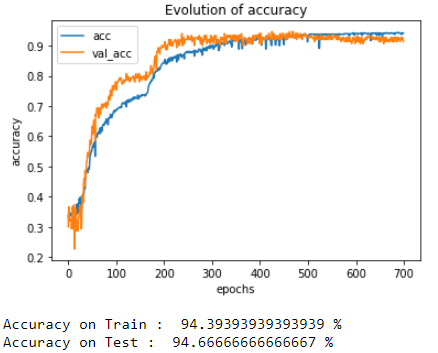 Evolution of accuracy
acc
val_acc
0.9
0.8
0.7
0.6
0.5
0.4
0.3
0.2
accuracy
0 100 200 300 400 500 600 700
epochs
Accuracy on Train :  94.39393939393939 %
Accuracy on Test :  94.66666666666667 %